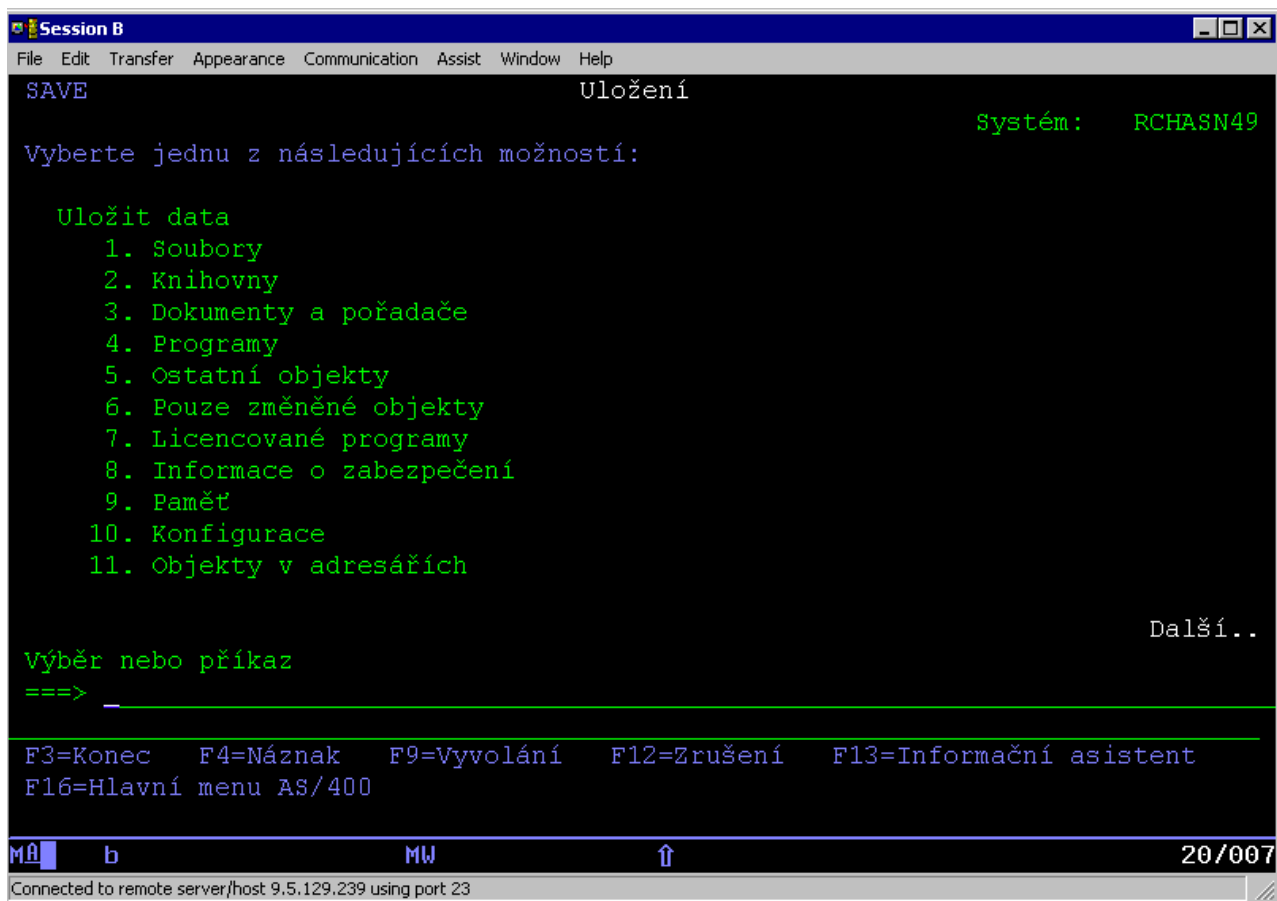 Session B
File Edit Transfer Appearance Communication Assist Window Help
SAVE Uložení
Systém: RCHASN49
Vyberte jednu z následujících možností:
Uložit data
1. Soubory
2. Knihovny
3. Dokumenty a pořadače
4. Programy
5. Ostatní objekty
6. Pouze změněné objekty
7. Licencované programy
8. Informace o zabezpečení
9. Paměť
10. Konfigurace
11. Objekty v adresářích
Další..
Výběr nebo příkaz
===> _
F3=Konec F4=Náznak F9=Vyvolání F12=Zrušení F13=Informační asistent
F16=Hlavní menu AS/400
MA b MW ⇧ 20/007
Connected to remote server/host 9.5.129.239 using port 23